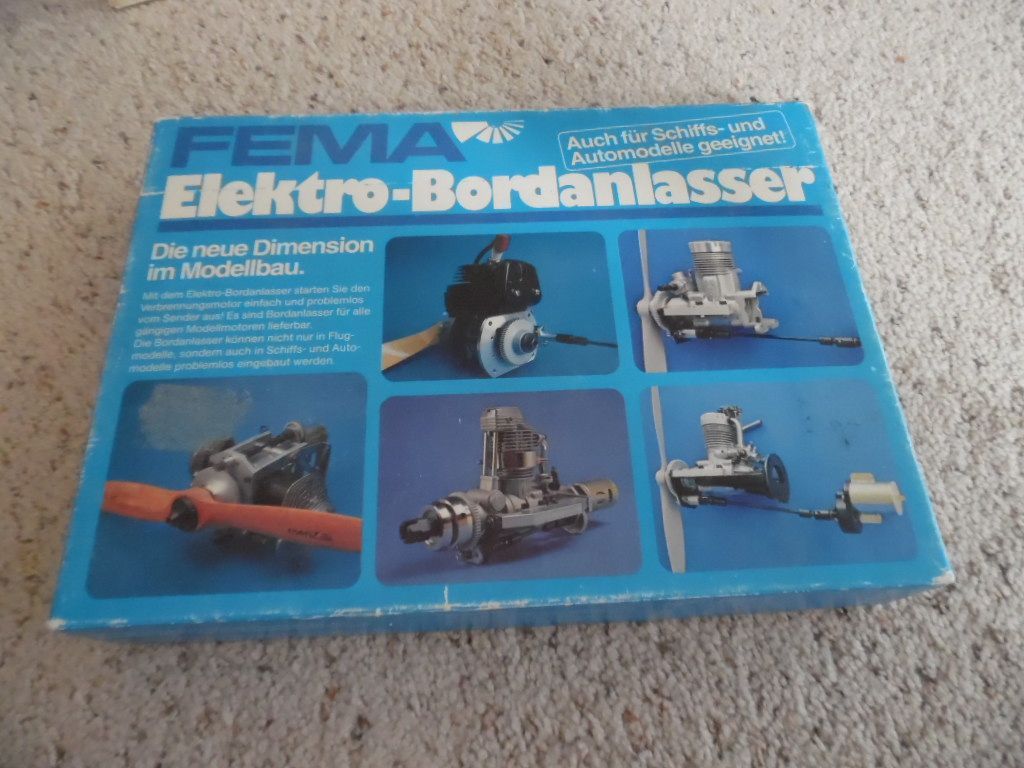 FEMA
Auch für Schiffs- und
Automodelle geeignet!
Elektro-Bordanlasser
Die neue Dimension
im Modellbau.
Mit dem Elektro-Bordanlasser starten Sie den
Verbrennungsmotor einfach und problemlos
vom Sender aus! Es sind Bordanlasser für alle
gängigen Modellmotoren lieferbar.
Die Bordanlasser können nicht nur in Flug-
modelle, sondern auch in Schiffs- und Auto-
modelle problemlos eingebaut werden.